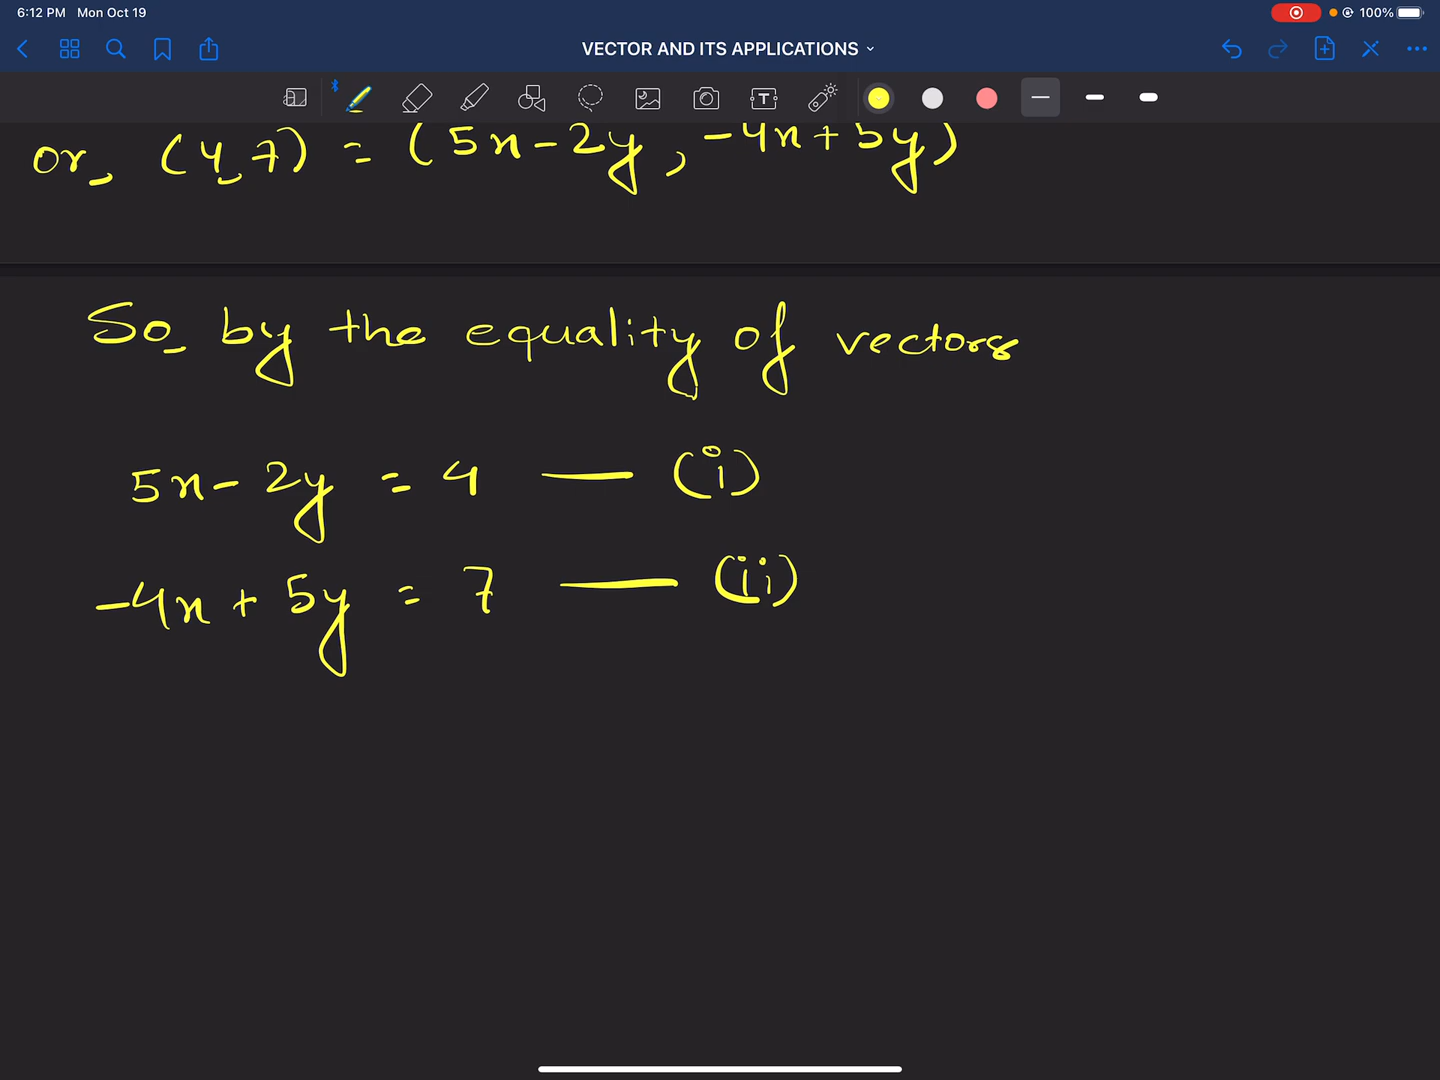 6:12 PM Mon Oct 19 100%
VECTOR AND ITS APPLICATIONS
or, (4,7) = (5x-2y, -4x+5y)
So, by the equality of vectors
5x-2y = 4 — (i)
-4x+5y = 7 — (ii)